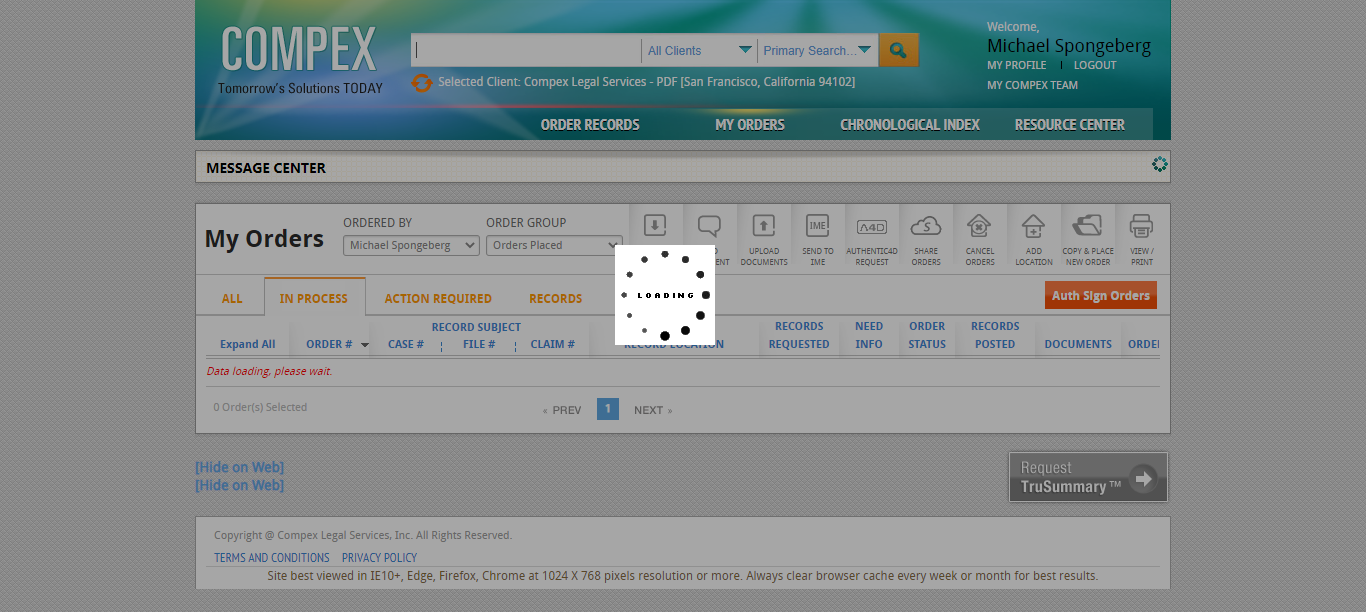 COMPEX
Tomorrow's Solutions TODAY
All Clients
Primary Search...
Selected Client: Compex Legal Services - PDF [San Francisco, California 94102]
Welcome,
Michael Spongeberg
MY PROFILE | LOGOUT
MY COMPEX TEAM
ORDER RECORDS
MY ORDERS
CHRONOLOGICAL INDEX
RESOURCE CENTER
MESSAGE CENTER
My Orders
ORDERED BY
Michael Spongeberg
ORDER GROUP
Orders Placed
UPLOAD
DOCUMENTS
IME
SEND TO
IME
A4D
AUTHENTIC4D
REQUEST
S
SHARE
ORDERS
CANCEL
ORDERS
ADD
LOCATION
COPY & PLACE
NEW ORDER
VIEW /
PRINT
LOADING
ALL
IN PROCESS
ACTION REQUIRED
RECORDS
Auth Sign Orders
Expand All
ORDER #
RECORD SUBJECT
CASE #
FILE #
CLAIM #
RECORD LOCATION
RECORDS
REQUESTED
NEED
INFO
ORDER
STATUS
RECORDS
POSTED
DOCUMENTS
Data loading, please wait.
0 Order(s) Selected
« PREV
1
NEXT »
[Hide on Web]
[Hide on Web]
Request
TruSummary™
Copyright @ Compex Legal Services, Inc. All Rights Reserved.
TERMS AND CONDITIONS PRIVACY POLICY
Site best viewed in IE10+, Edge, Firefox, Chrome at 1024 X 768 pixels resolution or more. Always clear browser cache every week or month for best results.